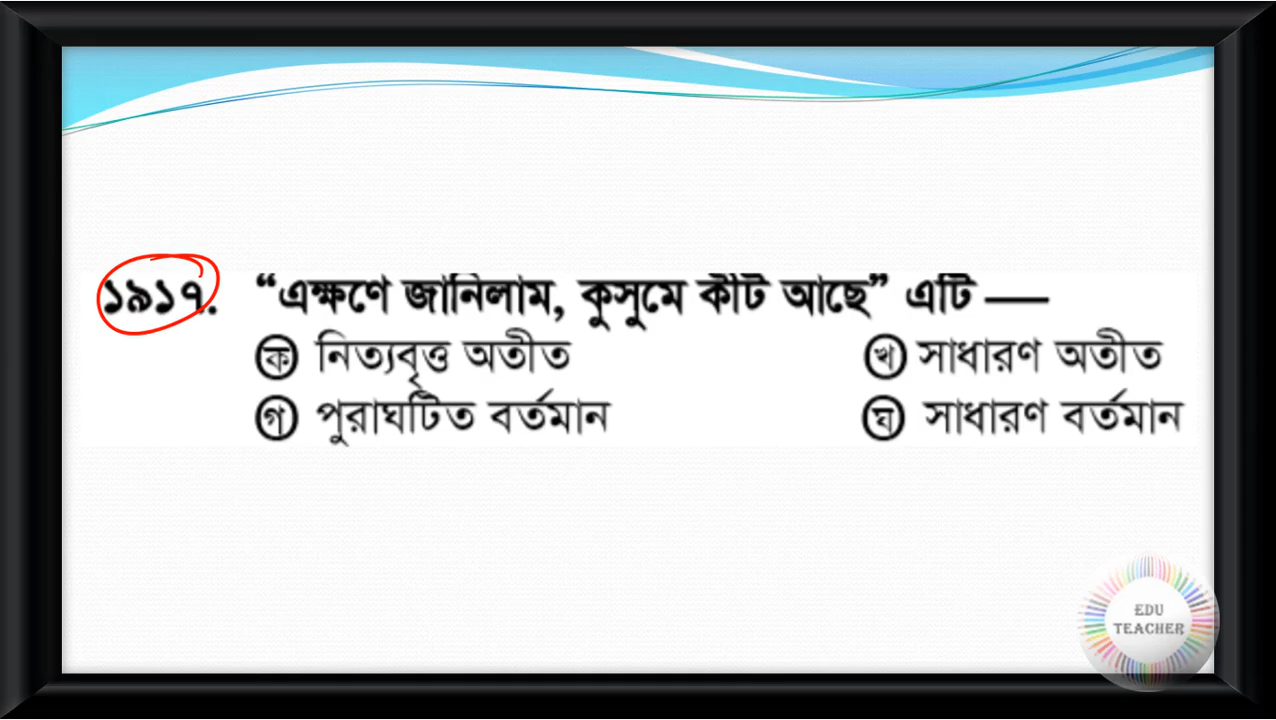 ১৯১৭. “এক্ষণে জানিলাম, কুসুমে কীট আছে” এটি —
ক নিত্যবৃত্ত অতীত খ সাধারণ অতীত
গ পুরাঘটিত বর্তমান ঘ সাধারণ বর্তমান
EDU
TEACHER